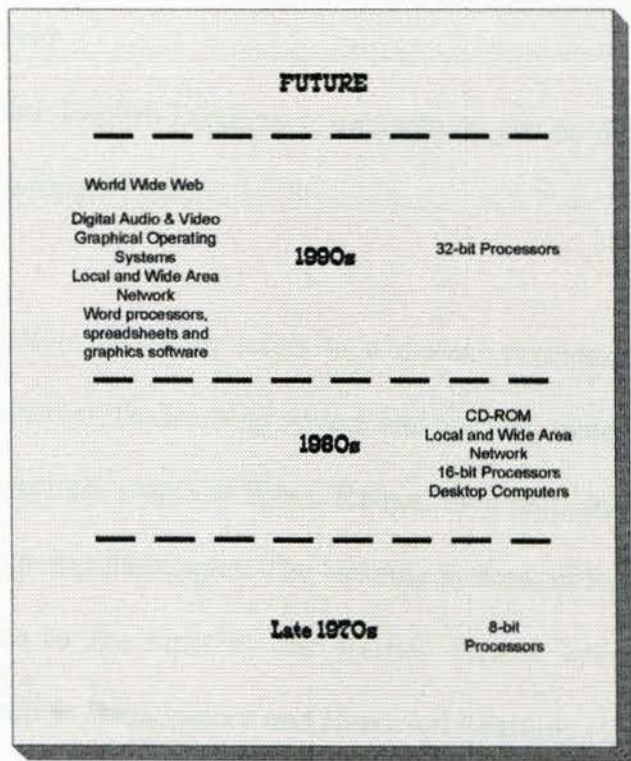 FUTURE
World Wide Web
Digital Audio & Video
Graphical Operating
Systems
Local and Wide Area
Network
Word processors,
spreadsheets and
graphics software
1990s
32-bit Processors
1980s
CD-ROM
Local and Wide Area
Network
16-bit Processors
Desktop Computers
Late 1970s
8-bit
Processors